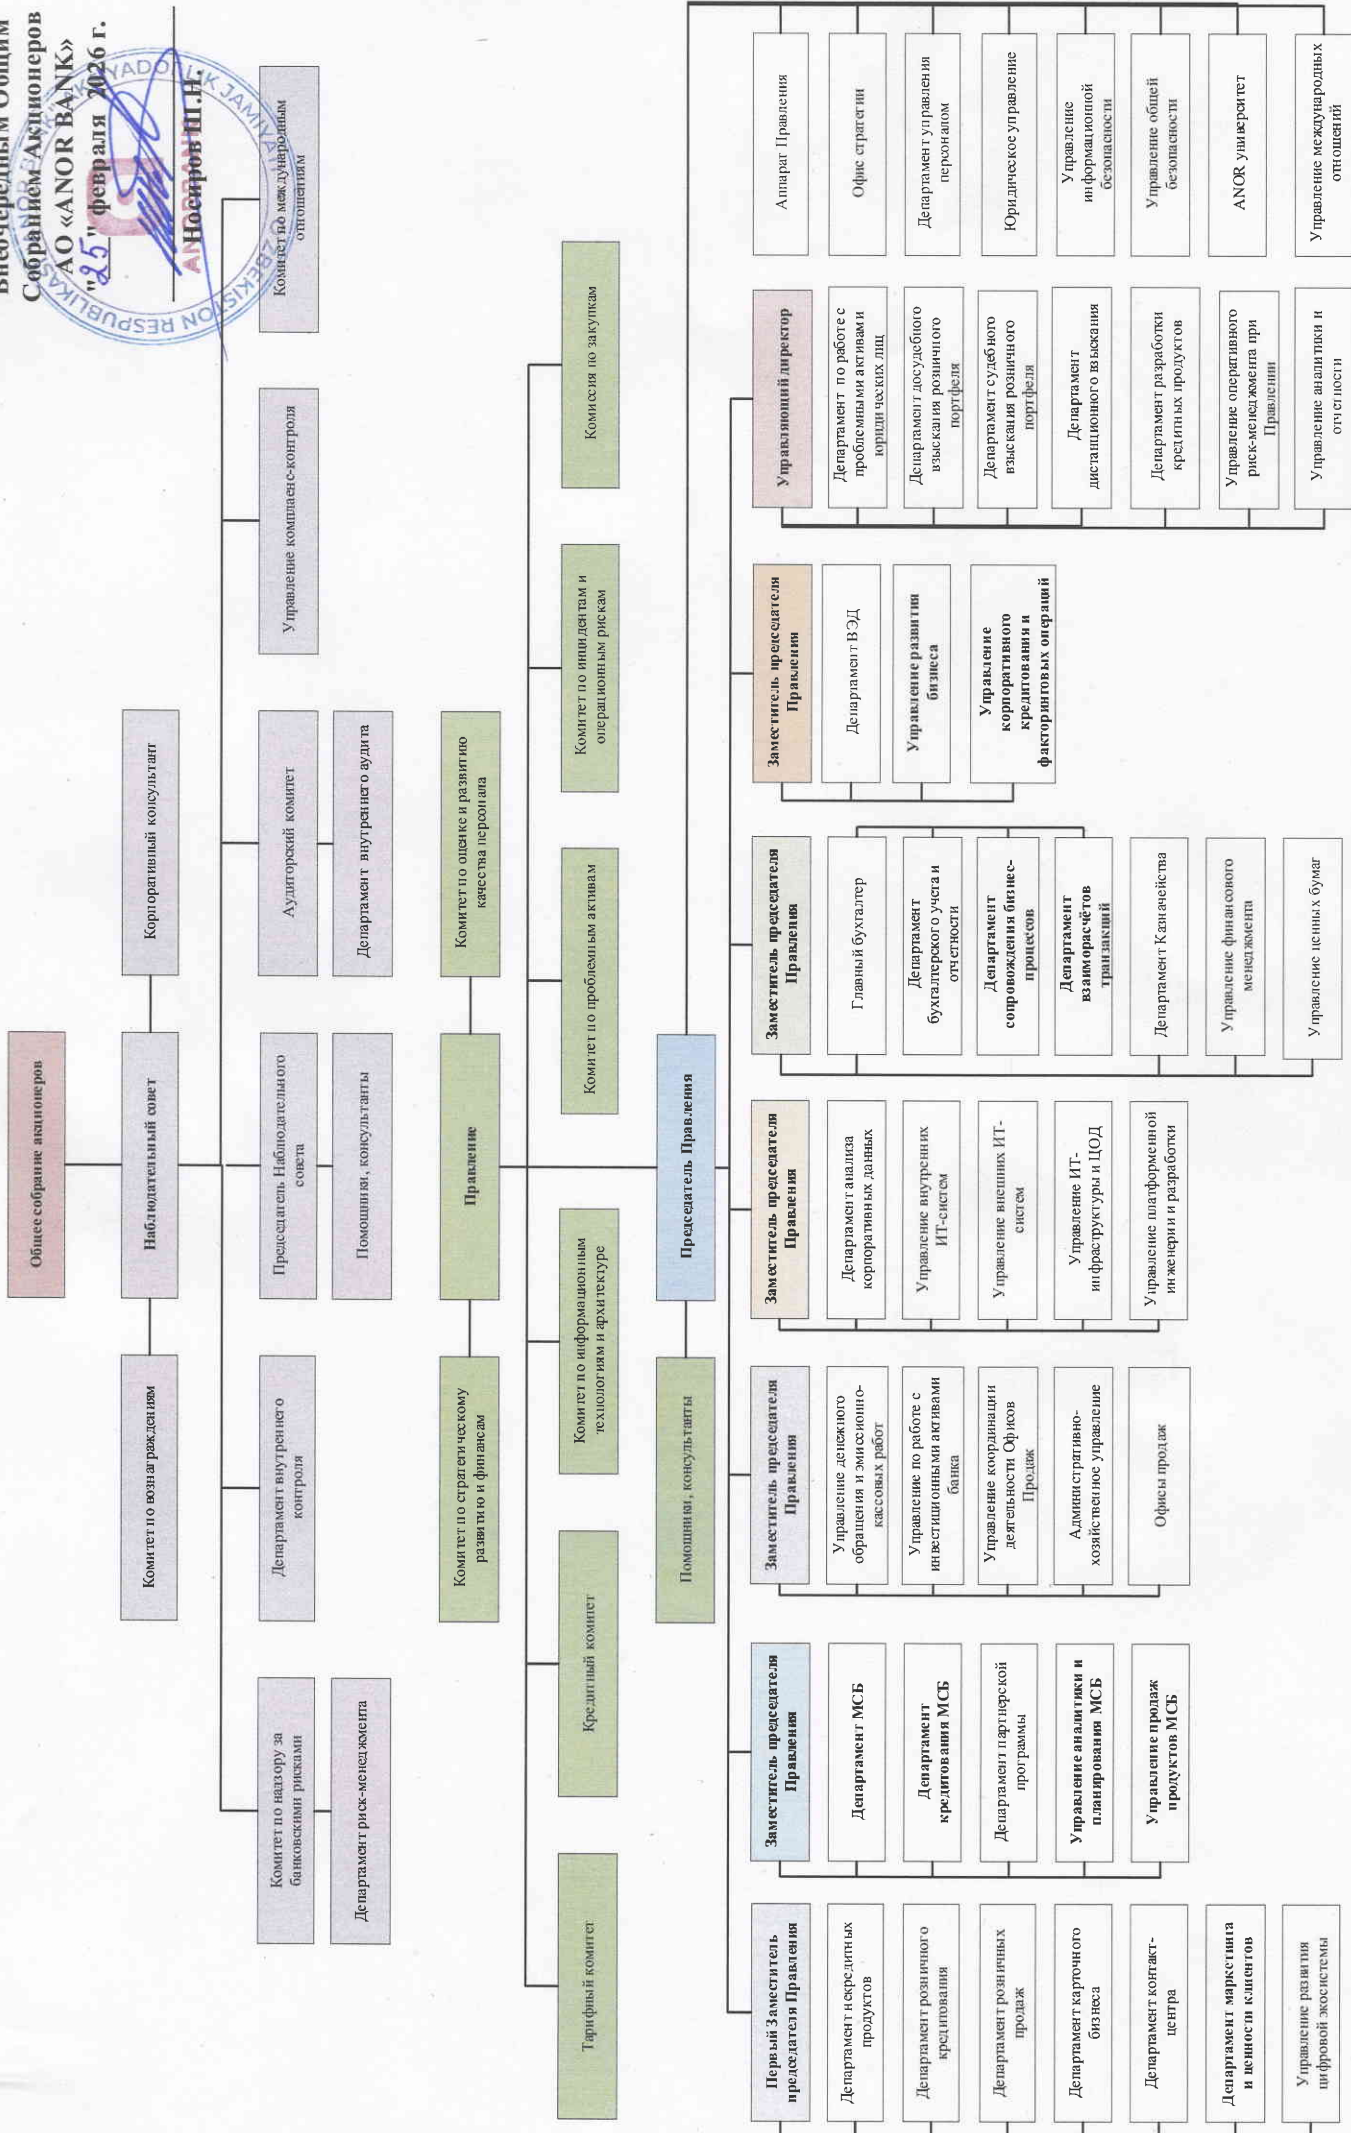 Внеочередным Общим
Собранием Акционеров
АО «ANOR BANK»
"25" февраля 2026 г.
Носиров Ш.Н.
Общее собрание акционеров
Комитет по вознаграждениям
Наблюдательный совет
Корпоративный консультант
Комитет по надзору за
банковскими рисками
Департамент риск-менеджмента
Департамент внутреннего
контроля
Председатель Наблюдательного
совета
Помощники, консультанты
Аудиторский комитет
Департамент внутреннего аудита
Управление комплаенс-контроля
Комитет по международным
отношениям
Комитет по стратегическому
развитию и финансам
Правление
Комитет по оценке и развитию
качества персонала
Тарифный комитет
Кредитный комитет
Комитет по информационным
технологиям и архитектуре
Комитет по проблемным активам
Комитет по инцидентам и
операционным рискам
Комиссия по закупкам
Помощники, консультанты
Председатель Правления
Первый Заместитель
председателя Правления
Департамент некредитных
продуктов
Департамент розничного
кредитования
Департамент розничных
продаж
Департамент карточного
бизнеса
Департамент контакт-
центра
Департамент маркетинга
и ценности клиентов
Управление развития
цифровой экосистемы
Заместитель председателя
Правления
Департамент МСБ
Департамент
кредитования МСБ
Департамент партнерской
программы
Управление аналитики и
планирования МСБ
Управление продаж
продуктов МСБ
Заместитель председателя
Правления
Управление денежного
обращения и эмиссионно-
кассовых работ
Управление по работе с
инвестиционными активами
банка
Управление координации
деятельности Офисов
Продаж
Административно-
хозяйственное управление
Офисы продаж
Заместитель председателя
Правления
Департамент анализа
корпоративных данных
Управление внутренних
ИТ-систем
Управление внешних ИТ-
систем
Управление ИТ-
инфраструктуры и ЦОД
Управление платформенной
инженерии и разработки
Заместитель председателя
Правления
Главный бухгалтер
Департамент
бухгалтерского учета и
отчетности
Департамент
сопровождения бизнес-
процессов
Департамент
взаиморасчётов
транзакций
Департамент Казначейства
Управление финансового
менеджмента
Управление ценных бумаг
Заместитель председателя
Правления
Департамент ВЭД
Управление развития
бизнеса
Управление
корпоративного
кредитования и
факторинговых операций
Управляющий директор
Департамент по работе с
проблемными активами и
юридических лиц
Департамент досудебного
взыскания розничного
портфеля
Департамент судебного
взыскания розничного
портфеля
Департамент
дистанционного взыскания
Департамент разработки
кредитных продуктов
Управление оперативного
риск-менеджмента при
Правлении
Управление аналитики и
отчетности
Аппарат Правления
Офис стратегии
Департамент управления
персоналом
Юридическое управление
Управление
информационной
безопасности
Управление общей
безопасности
ANOR университет
Управление международных
отношений